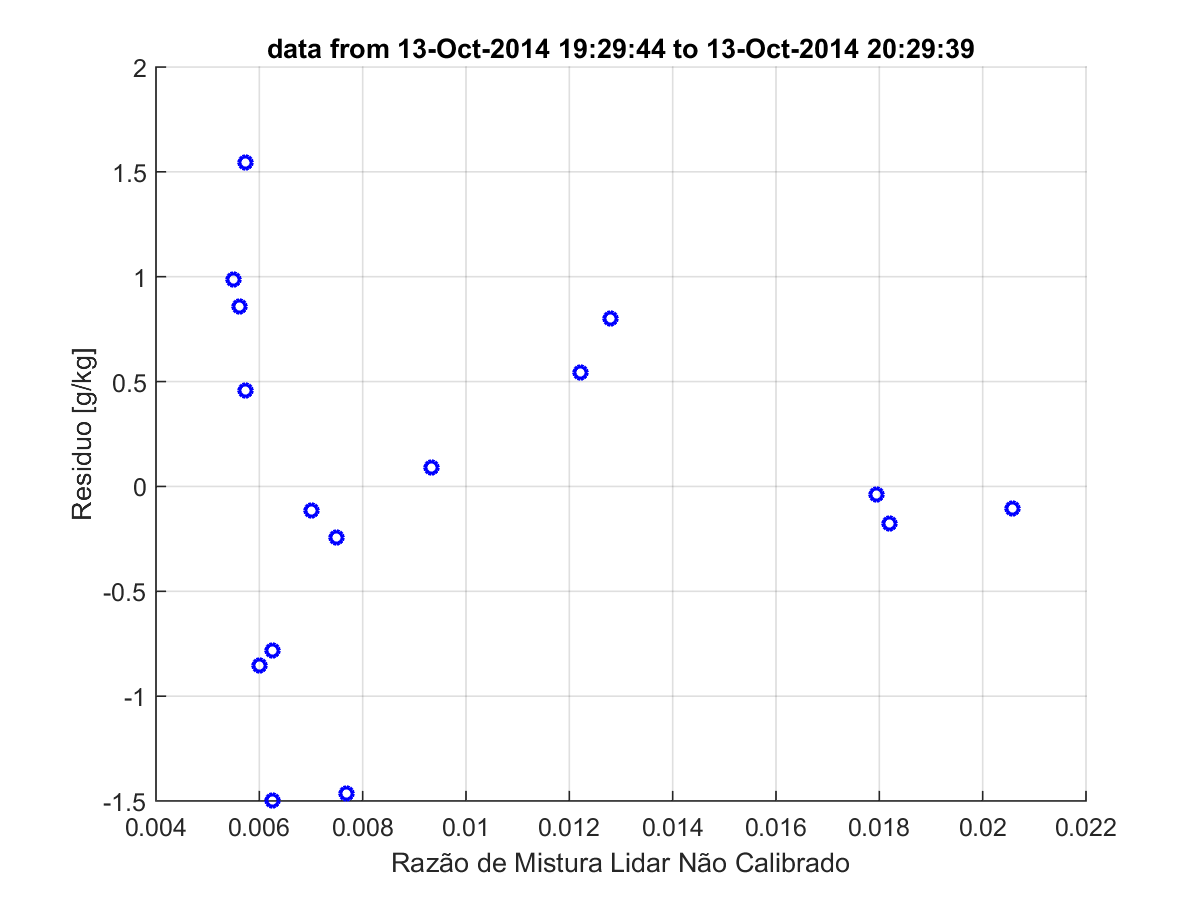 data from 13-Oct-2014 19:29:44 to 13-Oct-2014 20:29:39
2
1.5
1
0.5
0
-0.5
-1
-1.5
Residuo [g/kg]
0.004 0.006 0.008 0.01 0.012 0.014 0.016 0.018 0.02 0.022
Razão de Mistura Lidar Não Calibrado